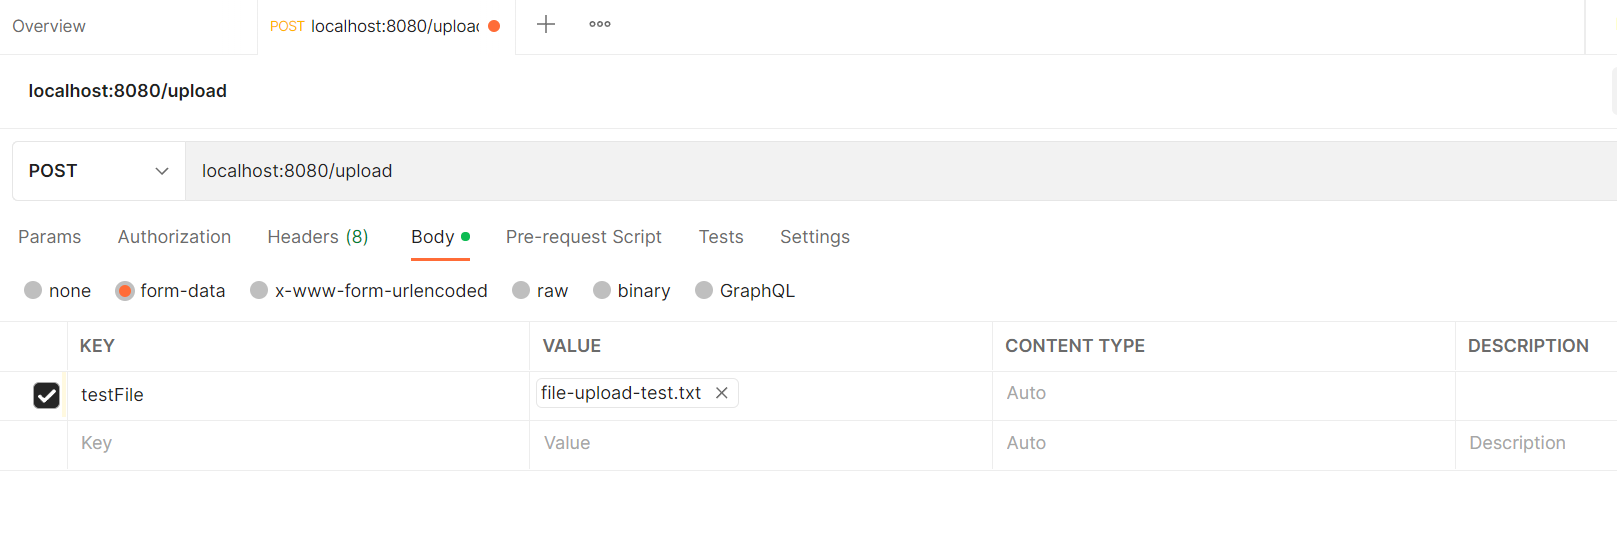 Overview POST localhost:8080/upload
localhost:8080/upload
POST localhost:8080/upload
Params Authorization Headers (8) Body Pre-request Script Tests Settings
none form-data x-www-form-urlencoded raw binary GraphQL
KEY VALUE CONTENT TYPE DESCRIPTION
testFile file-upload-test.txt Auto
Key Value Auto Description